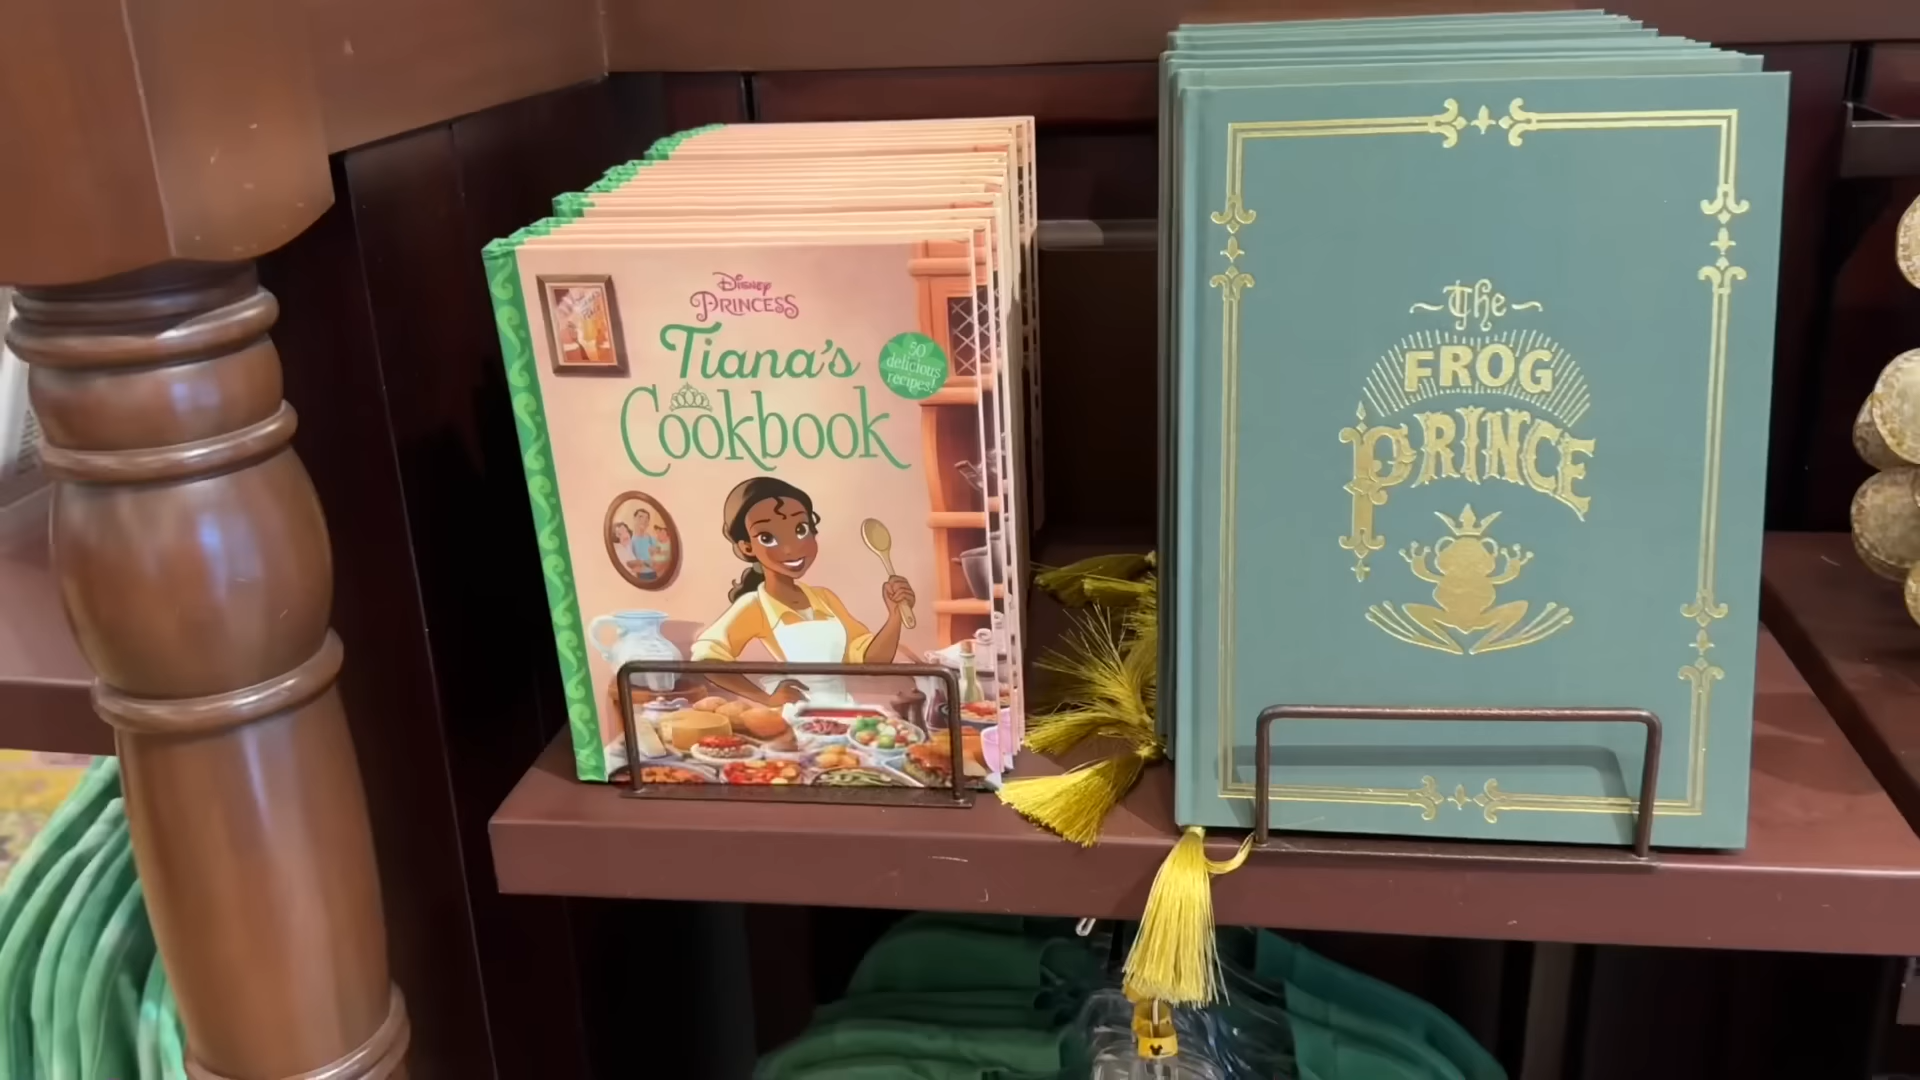 Disney
PRINCESS
Tiana's
Cookbook
50
delicious
recipes!
The
FROG
PRINCE